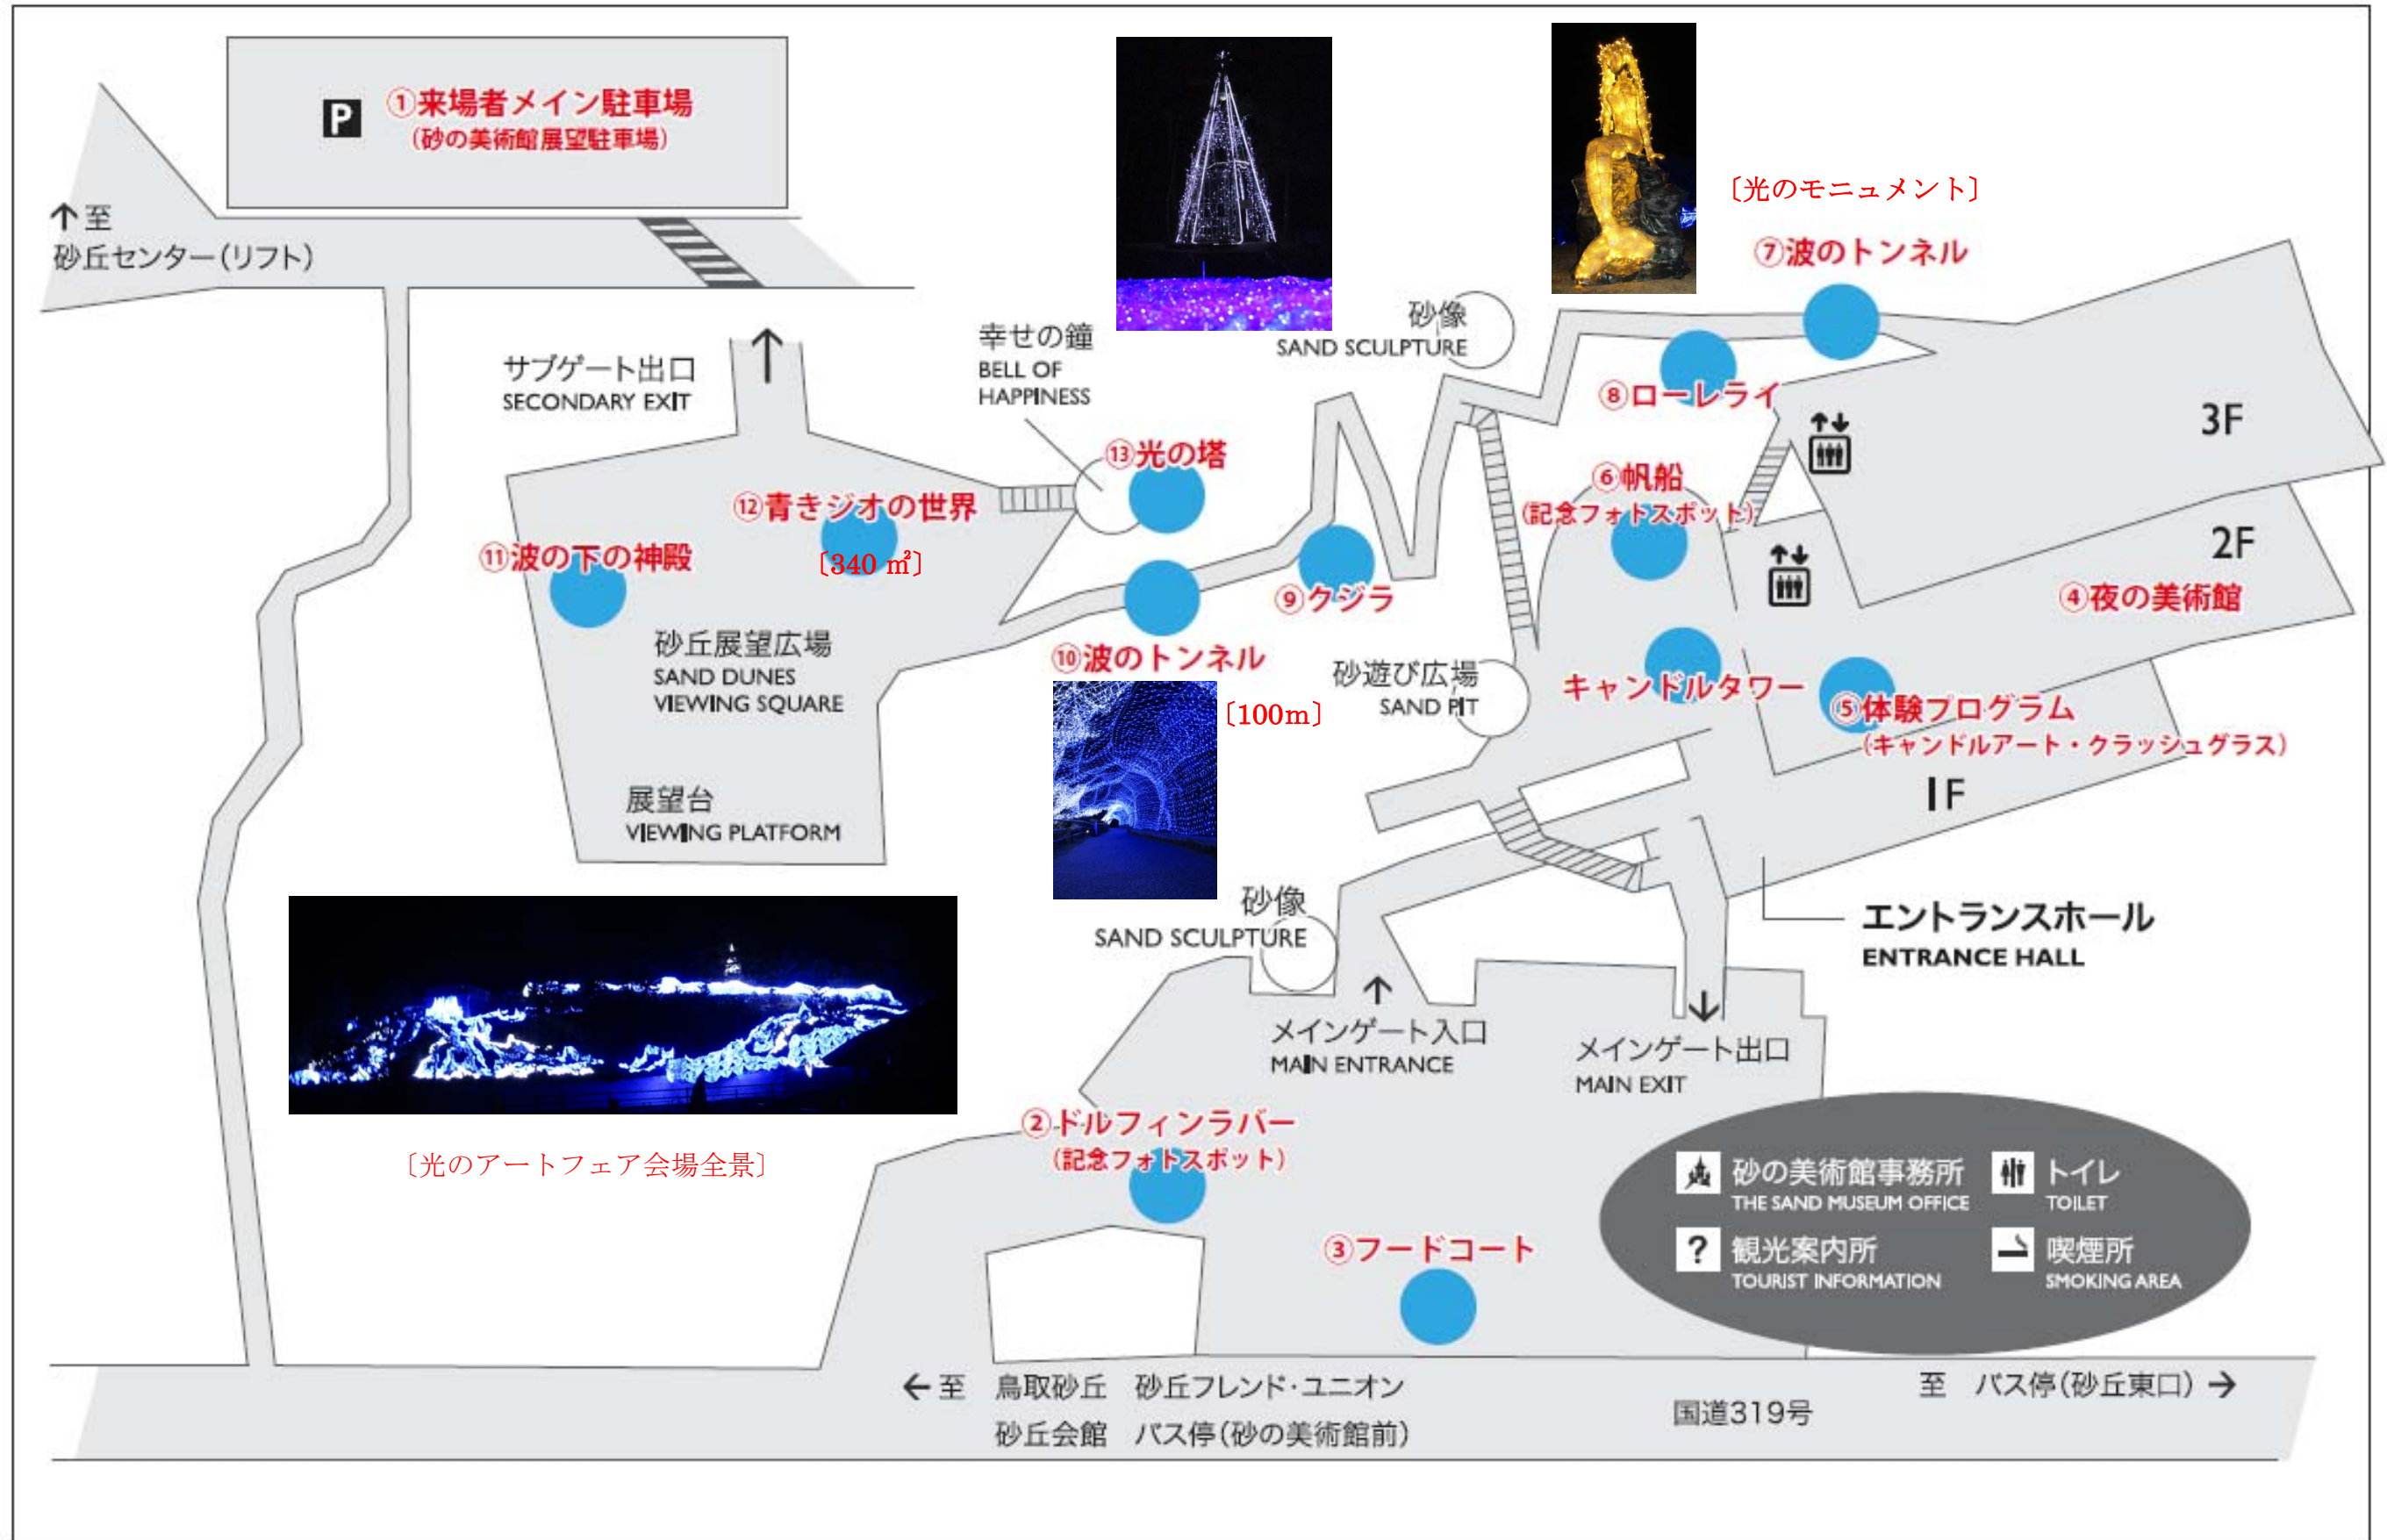 P
①来場者メイン駐車場
(砂の美術館展望駐車場)
↑至
砂丘センター(リフト)
〔光のモニュメント〕
⑦波のトンネル
砂像
SAND SCULPTURE
幸せの鐘
BELL OF
HAPPINESS
サブゲート出口
SECONDARY EXIT
⑧ローレライ
3F
⑬光の塔
⑥帆船
(記念フォトスポット)
⑫青きジオの世界
〔340 ㎡〕
⑪波の下の神殿
2F
④夜の美術館
⑨クジラ
砂丘展望広場
SAND DUNES
VIEWING SQUARE
⑩波のトンネル
〔100m〕
砂遊び広場
SAND PIT
キャンドルタワー
⑤体験プログラム
(キャンドルアート・クラッシュグラス)
1F
展望台
VIEWING PLATFORM
砂像
SAND SCULPTURE
エントランスホール
ENTRANCE HALL
メインゲート入口
MAIN ENTRANCE
メインゲート出口
MAIN EXIT
〔光のアートフェア会場全景〕
②ドルフィンラバー
(記念フォトスポット)
③フードコート
砂の美術館事務所
THE SAND MUSEUM OFFICE
トイレ
TOILET
? 観光案内所
TOURIST INFORMATION
喫煙所
SMOKING AREA
←至 鳥取砂丘 砂丘フレンド・ユニオン
砂丘会館 バス停(砂の美術館前)
国道319号
至 バス停(砂丘東口)→